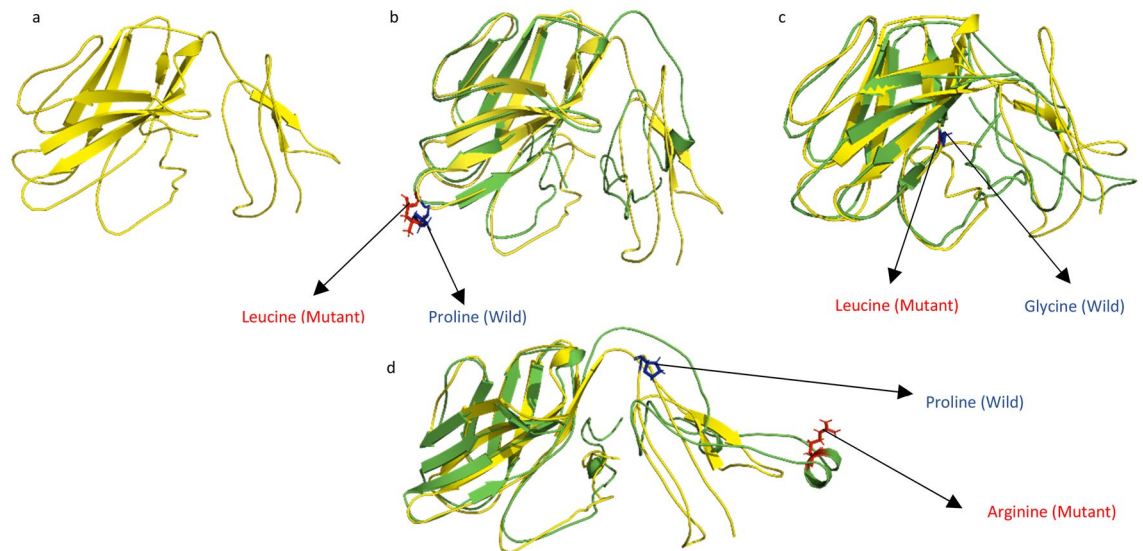 a
b
c
Leucine (Mutant)
Proline (Wild)
Leucine (Mutant)
Glycine (Wild)
d
Proline (Wild)
Arginine (Mutant)